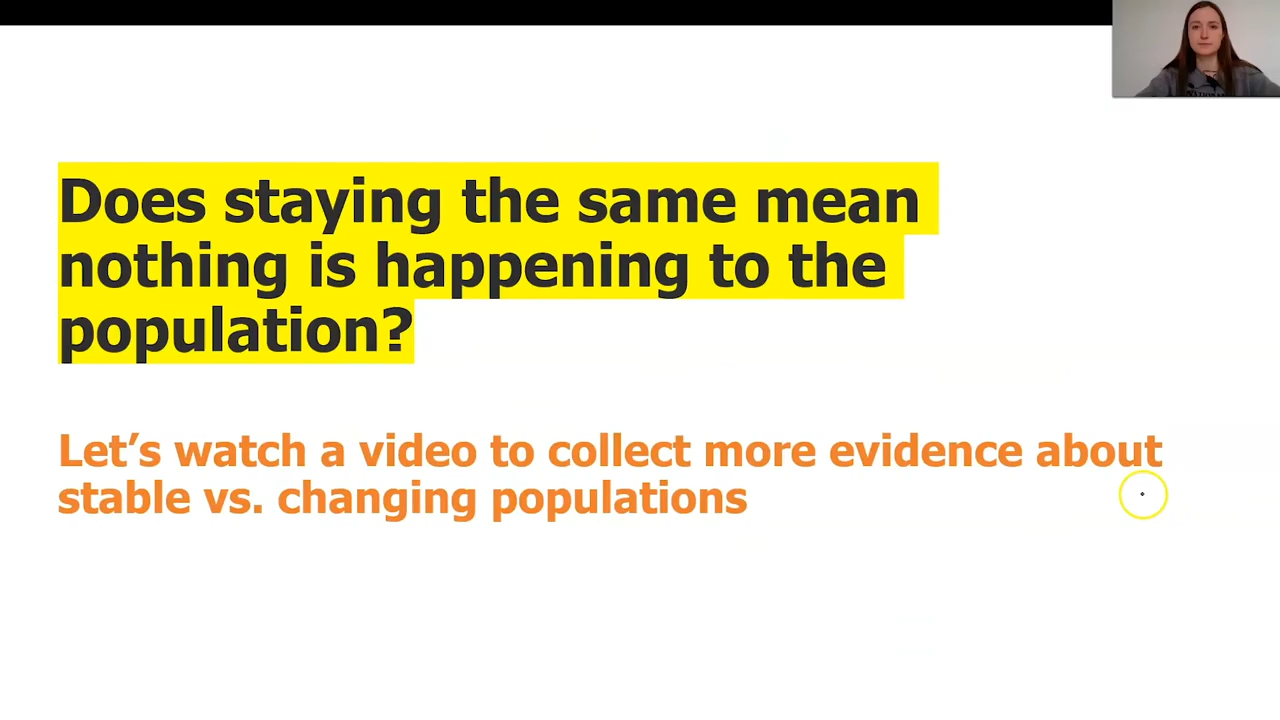 Does staying the same mean
nothing is happening to the
population?
Let’s watch a video to collect more evidence about
stable vs. changing populations